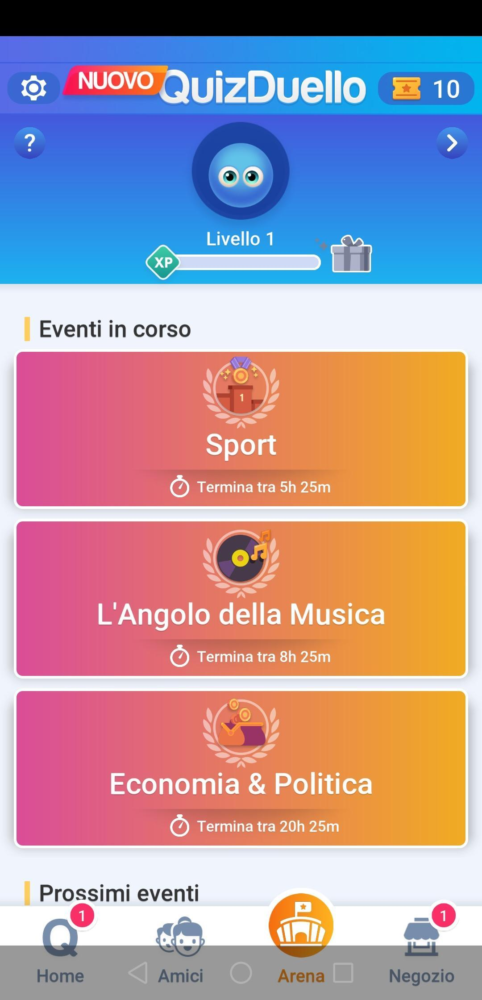 NUOVO QuizDuello
10
?
Livello 1
XP
Eventi in corso
1
Sport
Termina tra 5h 25m
L'Angolo della Musica
Termina tra 8h 25m
Economia & Politica
Termina tra 20h 25m
Prossimi eventi
1
1
Q
Home
Amici
Arena
Negozio